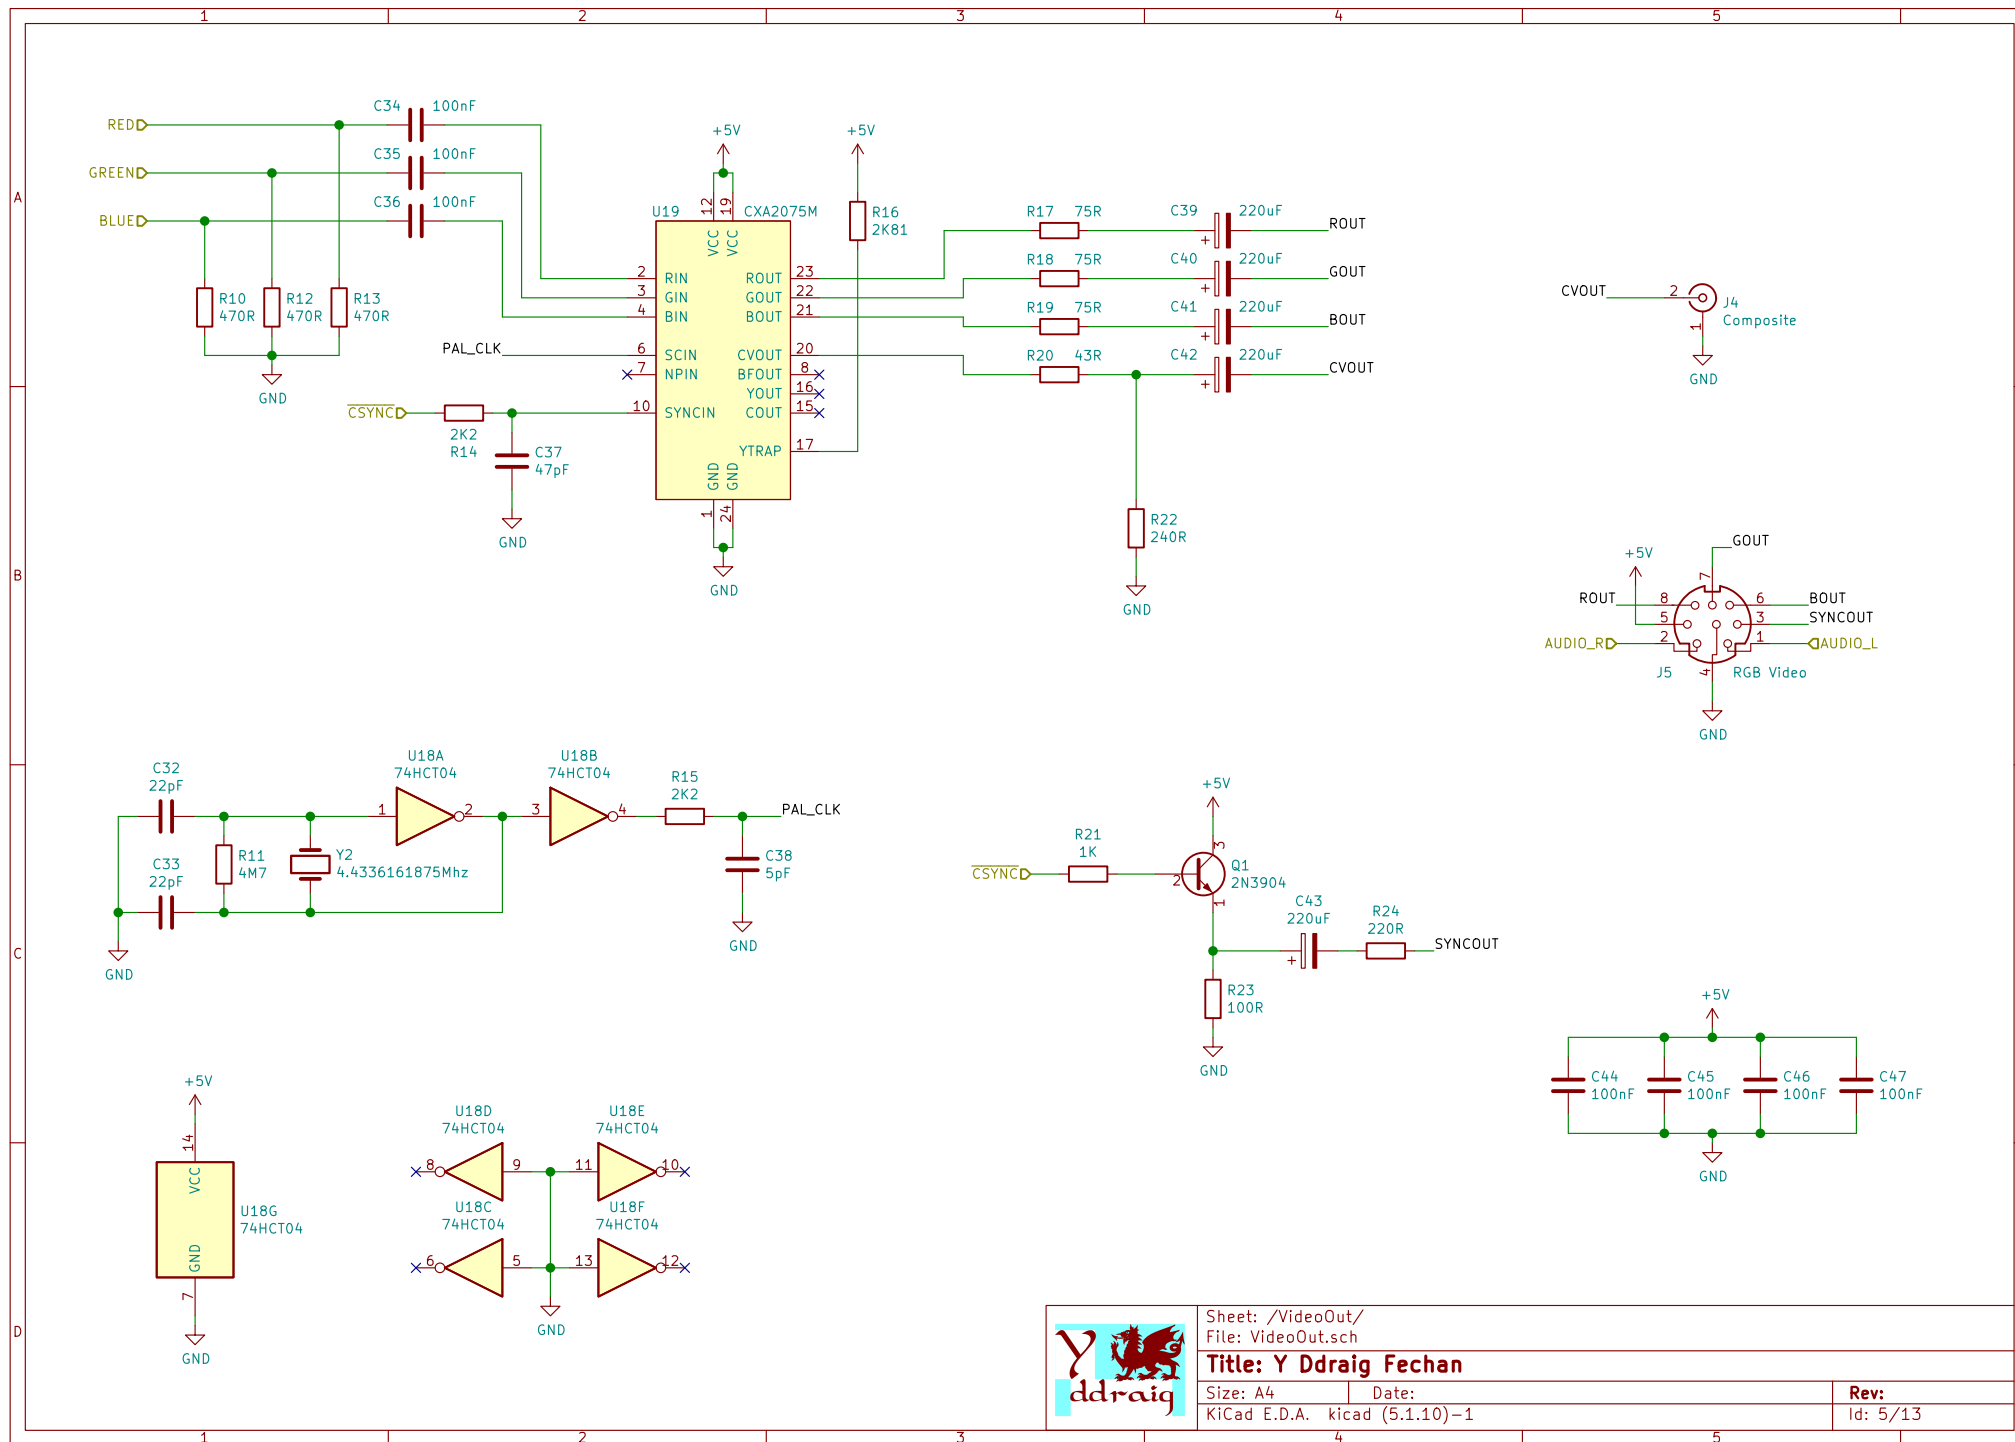 1 2 3 4 5
A
B
C
D
RED
GREEN
BLUE
C34 100nF
C35 100nF
C36 100nF
R10
470R
R12
470R
R13
470R
GND
PAL_CLK
CSYNC
2K2
R14
C37
47pF
GND
+5V
U19 CXA2075M
12 19
VCC VCC
2 RIN
3 GIN
4 BIN
6 SCIN
7 NPIN
10 SYNCIN
ROUT 23
GOUT 22
BOUT 21
CVOUT 20
BFOUT 8
YOUT 16
COUT 15
YTRAP 17
GND GND
1 24
GND
+5V
R16
2K81
R17 75R
C39 220uF
+
ROUT
R18 75R
C40 220uF
+
GOUT
R19 75R
C41 220uF
+
BOUT
R20 43R
C42 220uF
+
CVOUT
R22
240R
GND
CVOUT 2
J4
Composite
1
GND
GOUT
+5V
7
ROUT 8
6 BOUT
5
3 SYNCOUT
AUDIO_R 2
1 AUDIO_L
J5 RGB Video
4
GND
C32
22pF
C33
22pF
R11
4M7
Y2
4.4336161875Mhz
GND
U18A
74HCT04
1 2
U18B
74HCT04
3 4
R15
2K2
PAL_CLK
C38
5pF
GND
+5V
R21
1K
CSYNC
Q1
2N3904
2
3
1
C43
220uF
+
R24
220R
SYNCOUT
R23
100R
GND
+5V
C44
100nF
C45
100nF
C46
100nF
C47
100nF
GND
+5V
14
VCC
U18G
74HCT04
GND
7
GND
U18D
74HCT04
8 9
U18E
74HCT04
11 10
U18C
74HCT04
6 5
U18F
74HCT04
13 12
GND
Y
ddraig
Sheet: /VideoOut/
File: VideoOut.sch
Title: Y Ddraig Fechan
Size: A4 Date: Rev:
KiCad E.D.A. kicad (5.1.10)-1 Id: 5/13
1 2 3 4 5